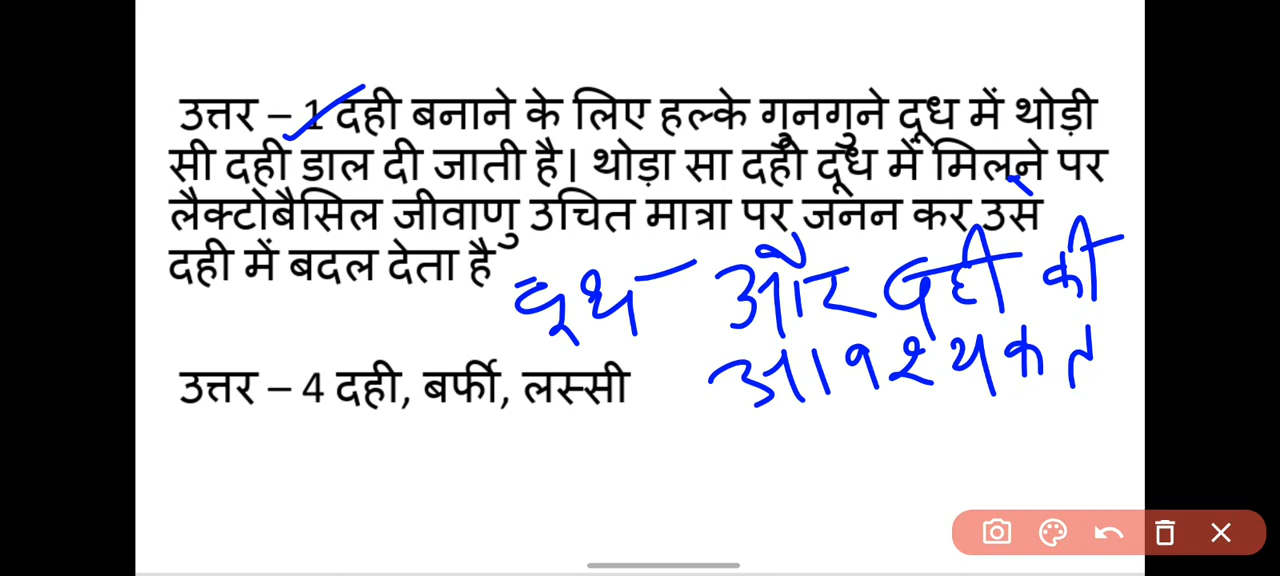 उत्तर – 1 दही बनाने के लिए हल्के गुनगुने दूध में थोड़ी
सी दही डाल दी जाती है। थोड़ा सा दही दूध में मिलने पर
लैक्टोबैसिल जीवाणु उचित मात्रा पर जनन कर उसे
दही में बदल देता है
दूध और दही की
आवश्यकत
उत्तर – 4 दही, बर्फी, लस्सी